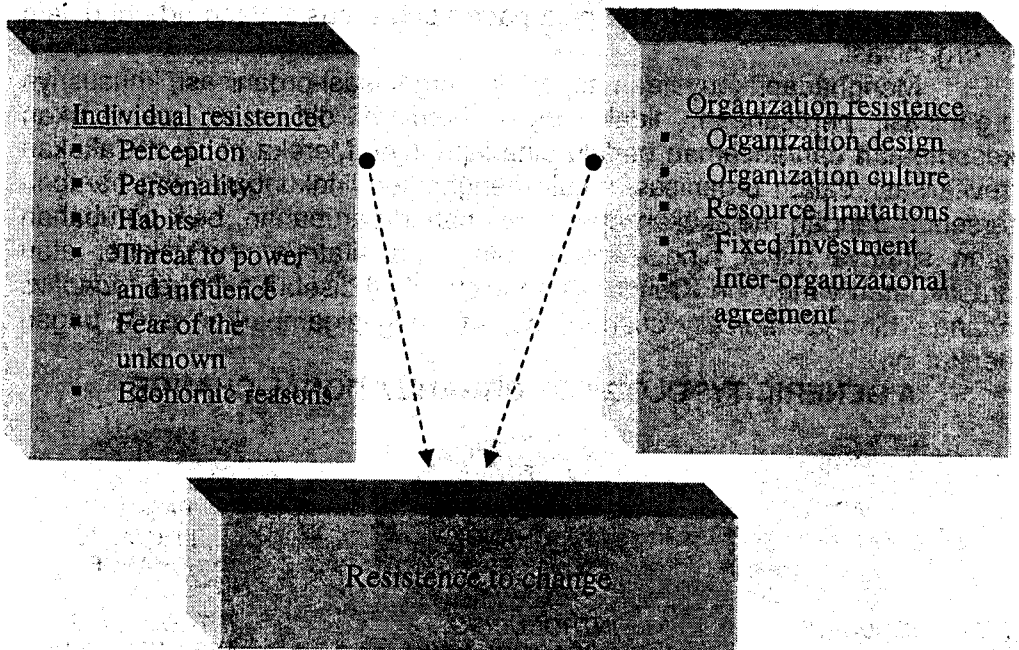 Individual resistence
▪ Perception
▪ Personality
▪ Habits
▪ Threat to power
and influence
▪ Fear of the
unknown
▪ Economic reasons
Organization resistence
▪ Organization design
▪ Organization culture
▪ Resource limitations
▪ Fixed investment
▪ Inter-organizational
agreement
Resistence to change